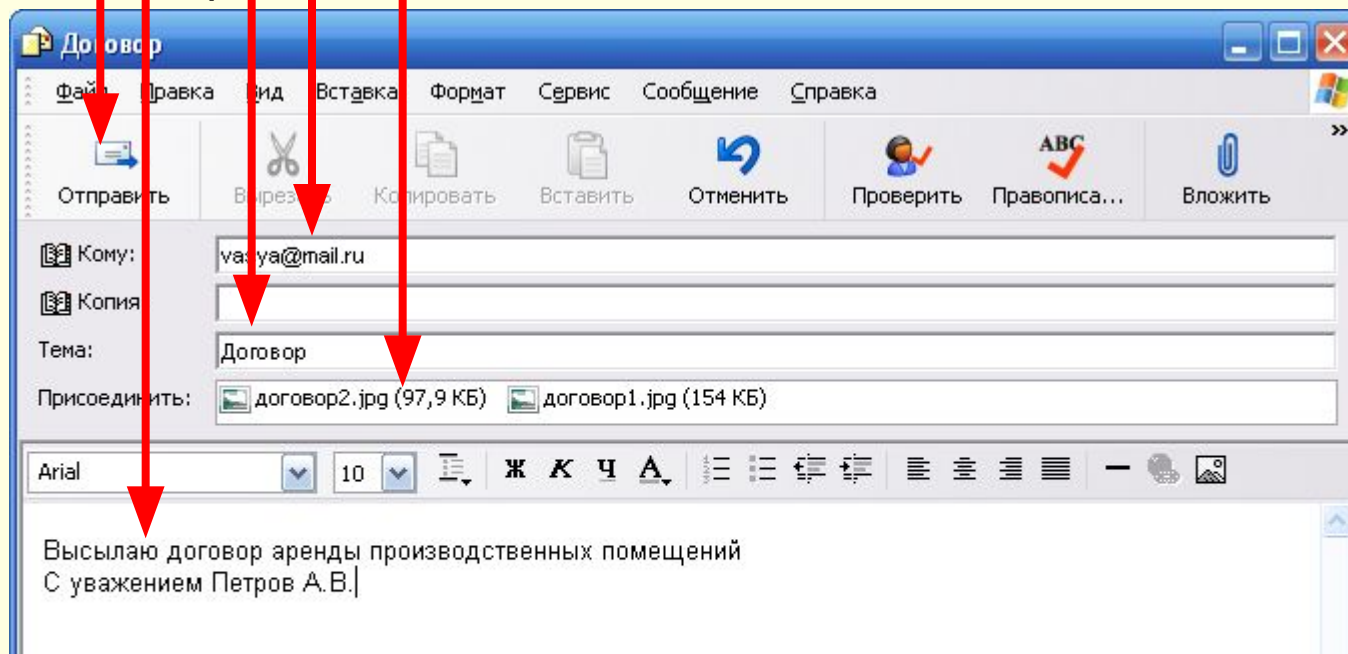 Договор
Файл Правка Вид Вставка Формат Сервис Сообщение Справка
Отправить Вырезать Копировать Вставить Отменить Проверить Правописа... Вложить »
ABC
Кому: vasya@mail.ru
Копия
Тема: Договор
Присоединить: договор2.jpg (97,9 КБ) договор1.jpg (154 КБ)
Arial 10 Ж К Ч А
Высылаю договор аренды производственных помещений
С уважением Петров А.В.